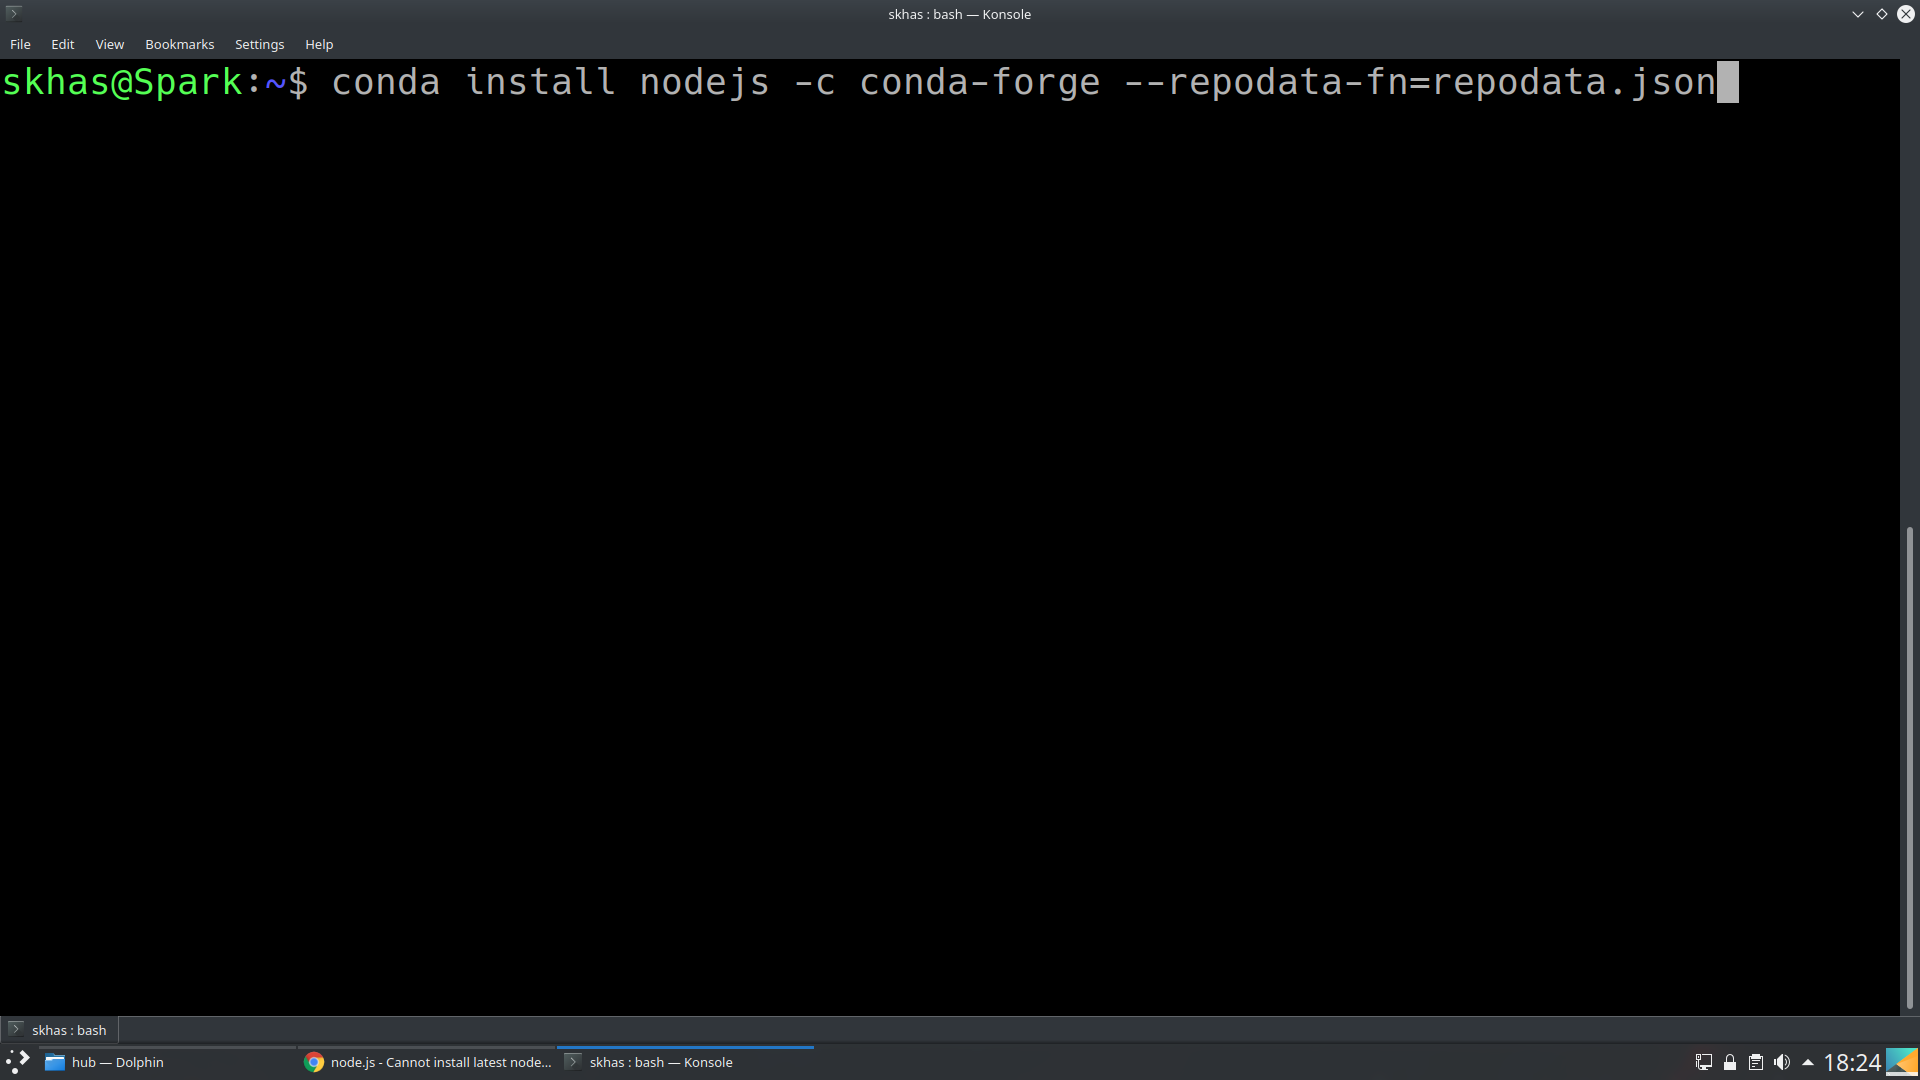 skhas : bash — Konsole
File Edit View Bookmarks Settings Help
skhas@Spark:~$ conda install nodejs -c conda-forge --repodata-fn=repodata.json
skhas : bash
hub — Dolphin node.js - Cannot install latest node... skhas : bash — Konsole 18:24